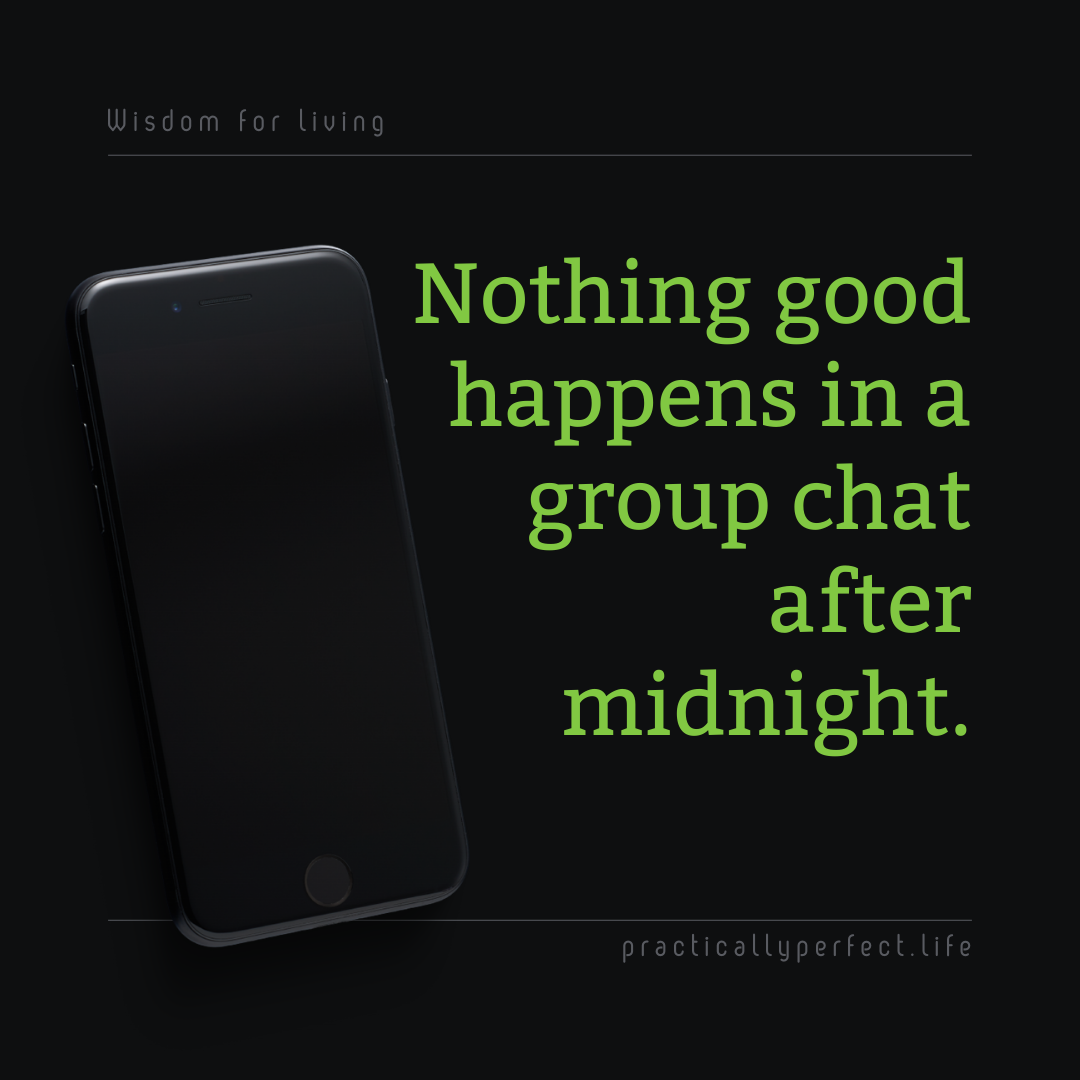 Wisdom for living
Nothing good
happens in a
group chat
after
midnight.
practicallyperfect.life